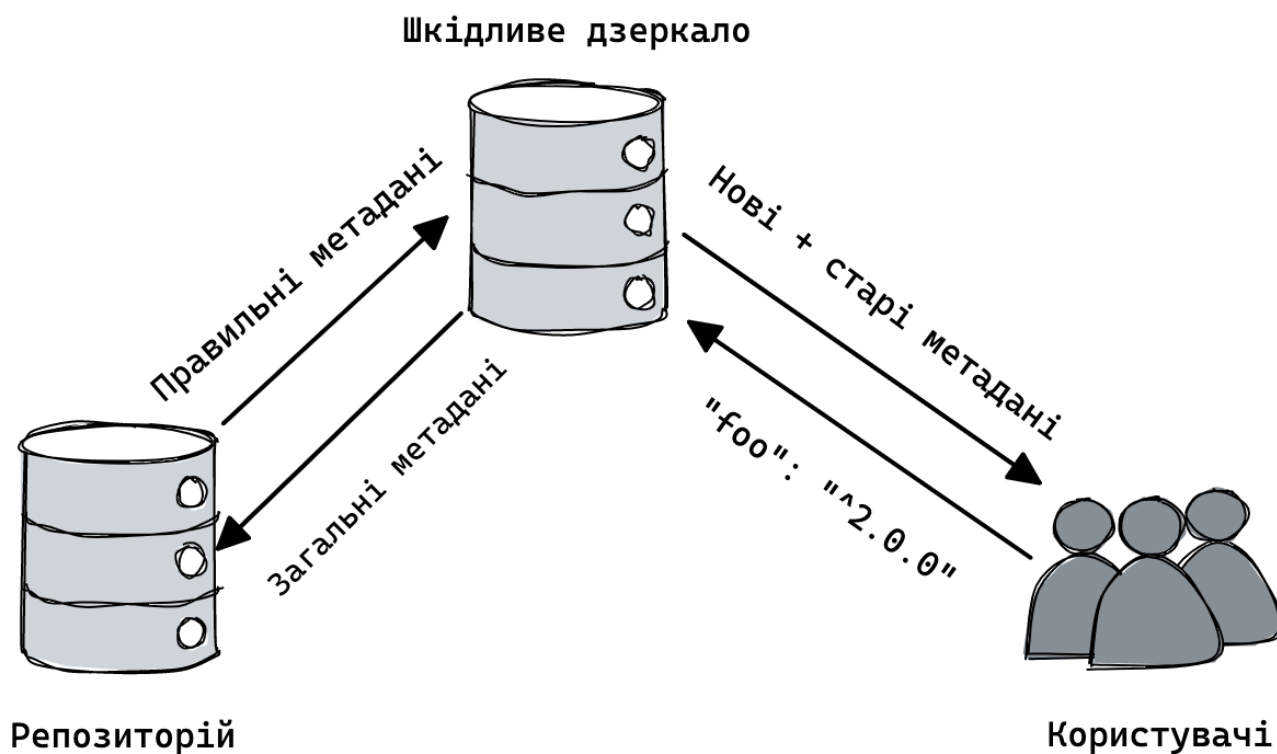 Шкідливе дзеркало
Правильні метадані
Нові + старі метадані
Загальні метадані
"foo": "^2.0.0"
Репозиторій
Користувачі